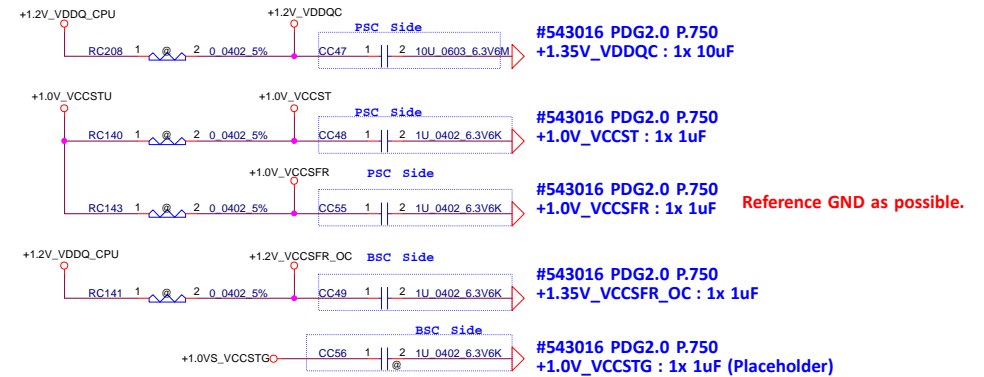 +1.2V_VDDQ_CPU +1.2V_VDDQC
PSC Side
RC208 1 @ 2 0_0402_5% CC47 1 2 10U_0603_6.3V6M
#543016 PDG2.0 P.750
+1.35V_VDDQC : 1x 10uF
+1.0V_VCCSTU +1.0V_VCCST
PSC Side
RC140 1 @ 2 0_0402_5% CC48 1 2 1U_0402_6.3V6K
#543016 PDG2.0 P.750
+1.0V_VCCST : 1x 1uF
+1.0V_VCCSFR PSC Side
RC143 1 @ 2 0_0402_5% CC55 1 2 1U_0402_6.3V6K
#543016 PDG2.0 P.750
+1.0V_VCCSFR : 1x 1uF
Reference GND as possible.
+1.2V_VDDQ_CPU +1.2V_VCCSFR_OC BSC Side
RC141 1 @ 2 0_0402_5% CC49 1 2 1U_0402_6.3V6K
#543016 PDG2.0 P.750
+1.35V_VCCSFR_OC : 1x 1uF
BSC Side
+1.0VS_VCCSTG CC56 1 2 1U_0402_6.3V6K
@
#543016 PDG2.0 P.750
+1.0V_VCCSTG : 1x 1uF (Placeholder)